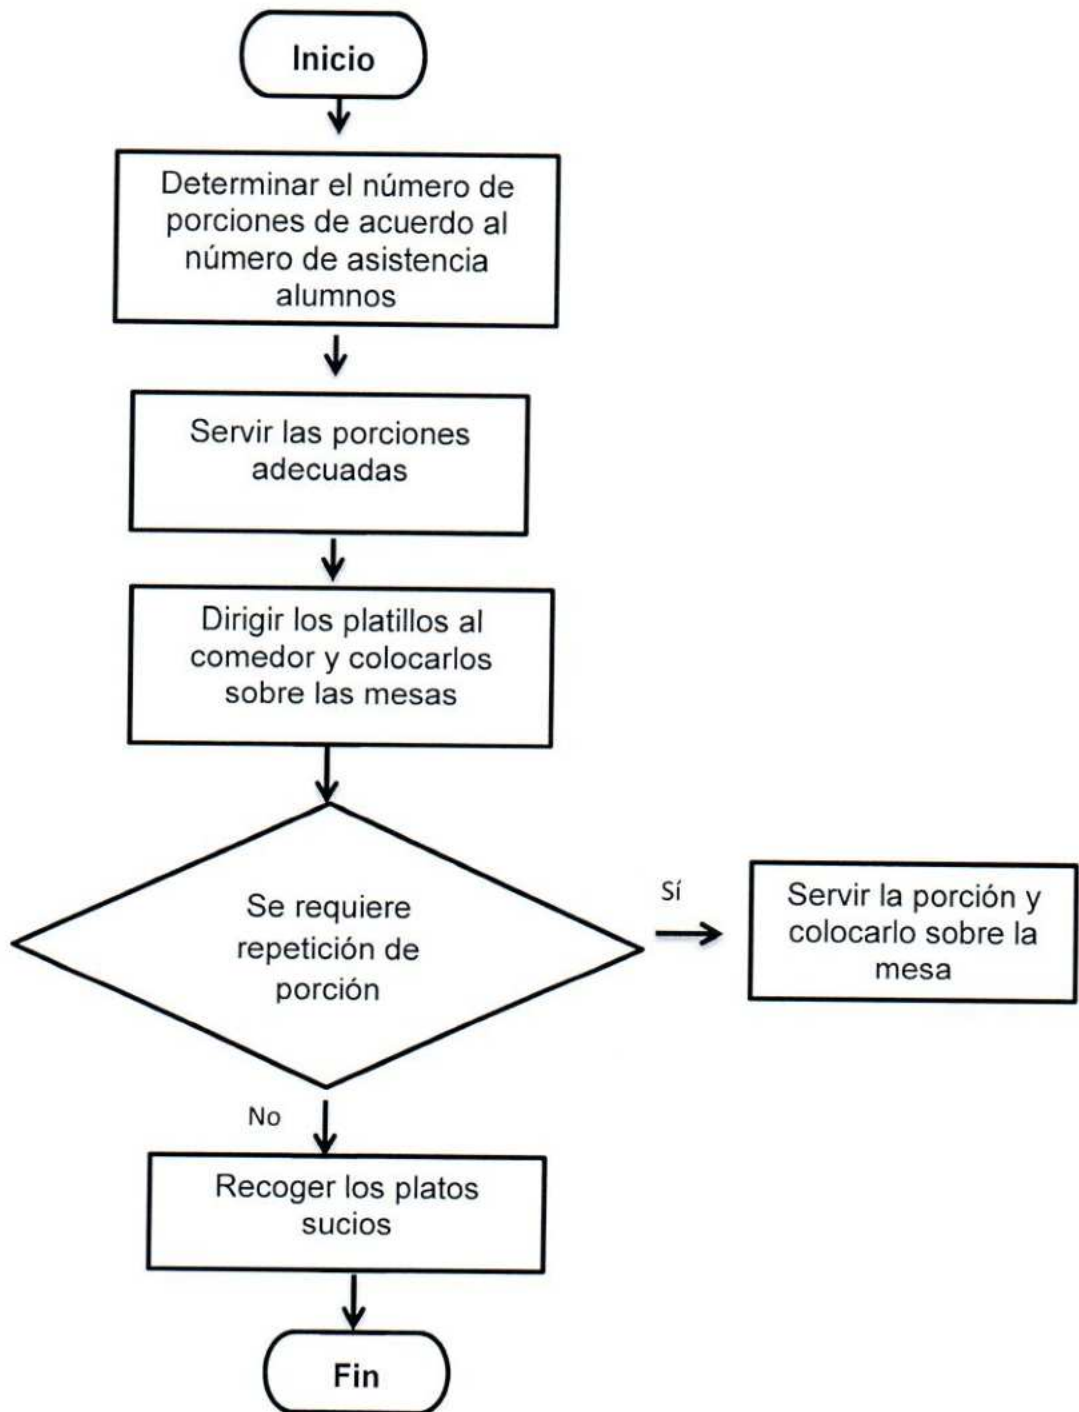 Inicio
Determinar el número de
porciones de acuerdo al
número de asistencia
alumnos
Servir las porciones
adecuadas
Dirigir los platillos al
comedor y colocarlos
sobre las mesas
Se requiere
repetición de
porción
Sí
Servir la porción y
colocarlo sobre la
mesa
No
Recoger los platos
sucios
Fin